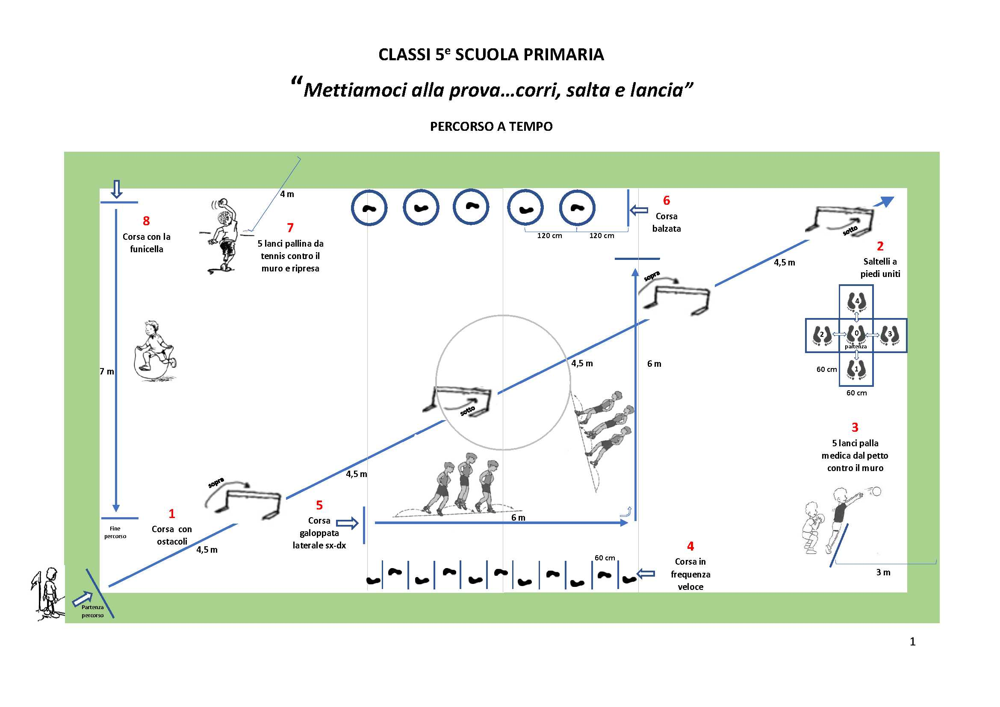 CLASSI 5e SCUOLA PRIMARIA
“Mettiamoci alla prova…corri, salta e lancia”
PERCORSO A TEMPO
8
Corsa con la
funicella
7 m
Fine
percorso
7
5 lanci pallina da
tennis contro il
muro e ripresa
4 m
120 cm
120 cm
6
Corsa
balzata
sotto
4,5 m
2
Saltelli a
piedi uniti
4
2
0
3
partenza
1
60 cm
60 cm
sopra
4,5 m
6 m
sotto
4,5 m
3
5 lanci palla
medica dal petto
contro il muro
3 m
sopra
1
Corsa con
ostacoli
4,5 m
5
Corsa
galoppata
laterale sx-dx
6 m
60 cm
4
Corsa in
frequenza
veloce
Partenza
percorso
1